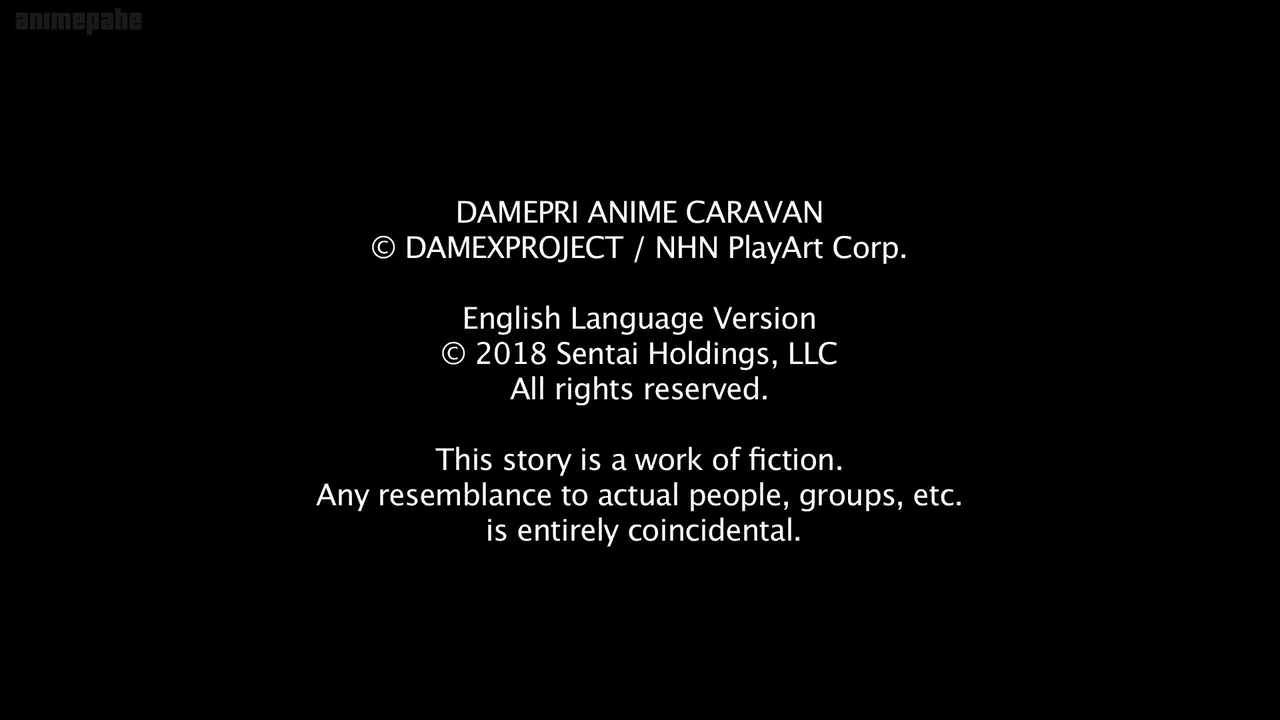 animepahe
DAMEPRI ANIME CARAVAN
© DAMEXPROJECT / NHN PlayArt Corp.
English Language Version
© 2018 Sentai Holdings, LLC
All rights reserved.
This story is a work of fiction.
Any resemblance to actual people, groups, etc.
is entirely coincidental.